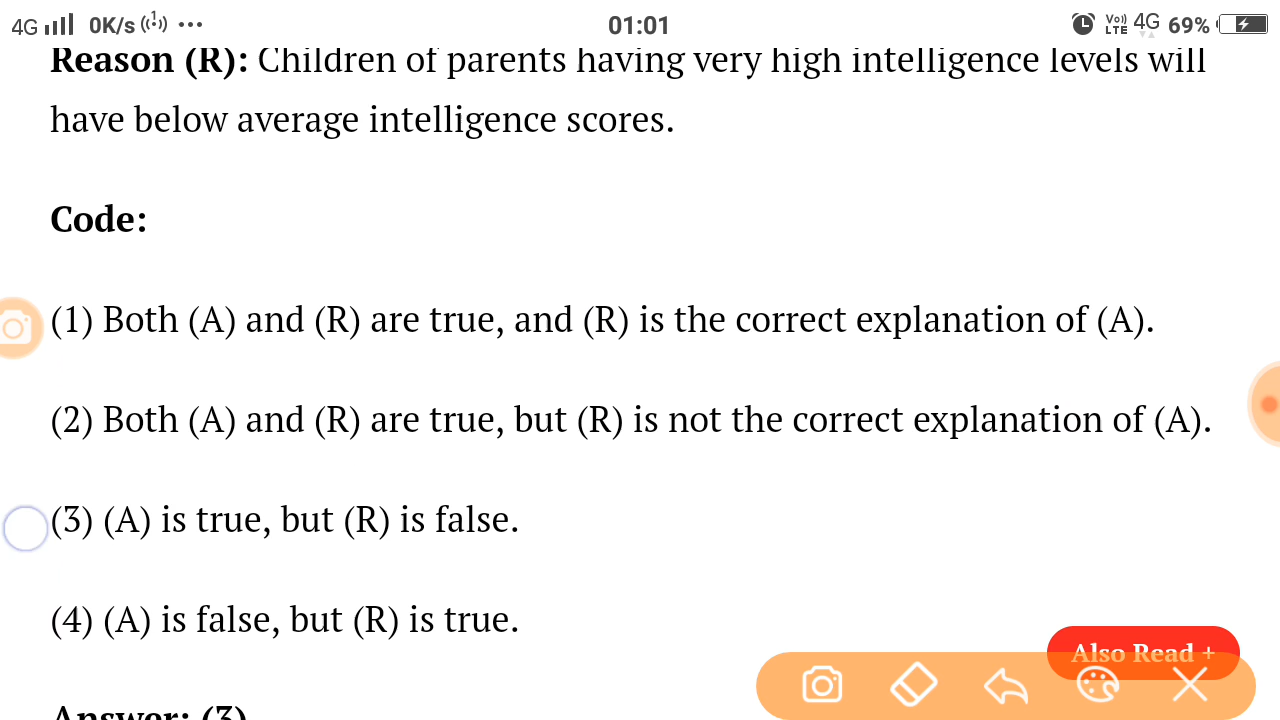 4G 0K/s 01:01 Vo)) LTE 4G 69%
Reason (R): Children of parents having very high intelligence levels will
have below average intelligence scores.
Code:
(1) Both (A) and (R) are true, and (R) is the correct explanation of (A).
(2) Both (A) and (R) are true, but (R) is not the correct explanation of (A).
(3) (A) is true, but (R) is false.
(4) (A) is false, but (R) is true.
Also Read +
Answer: (3)